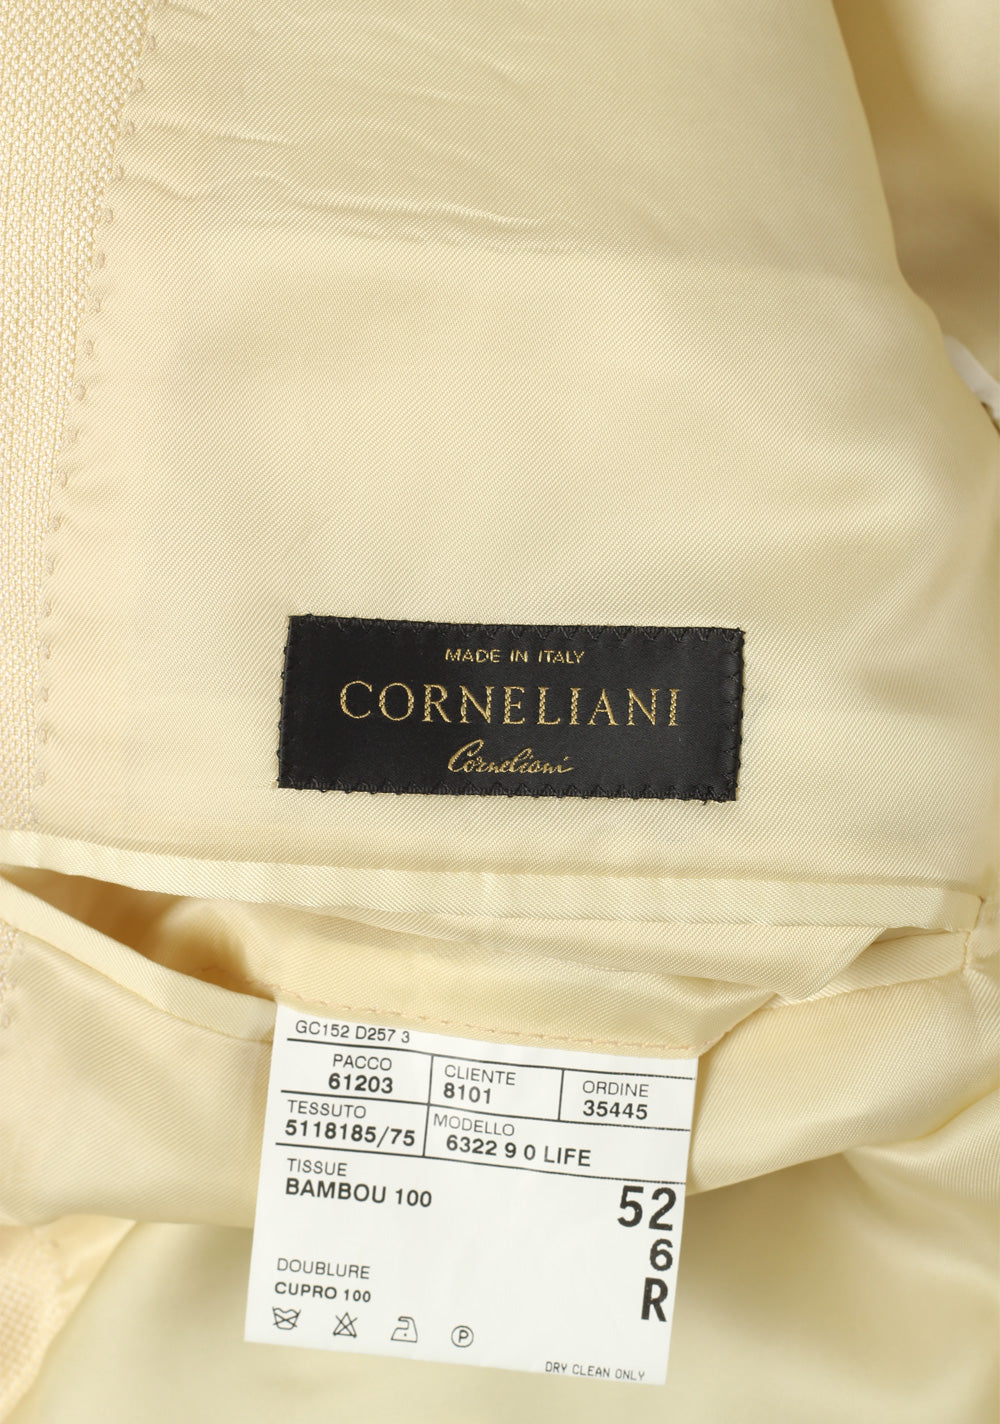 MADE IN ITALY
CORNELIANI
Corneliani
GC152 D257 3
PACCO
61203
CLIENTE
8101
ORDINE
35445
TESSUTO
5118185/75
MODELLO
6322 9 0 LIFE
TISSUE
BAMBOU 100
52
6
R
DOUBLURE
CUPRO 100
P
DRY CLEAN ONLY